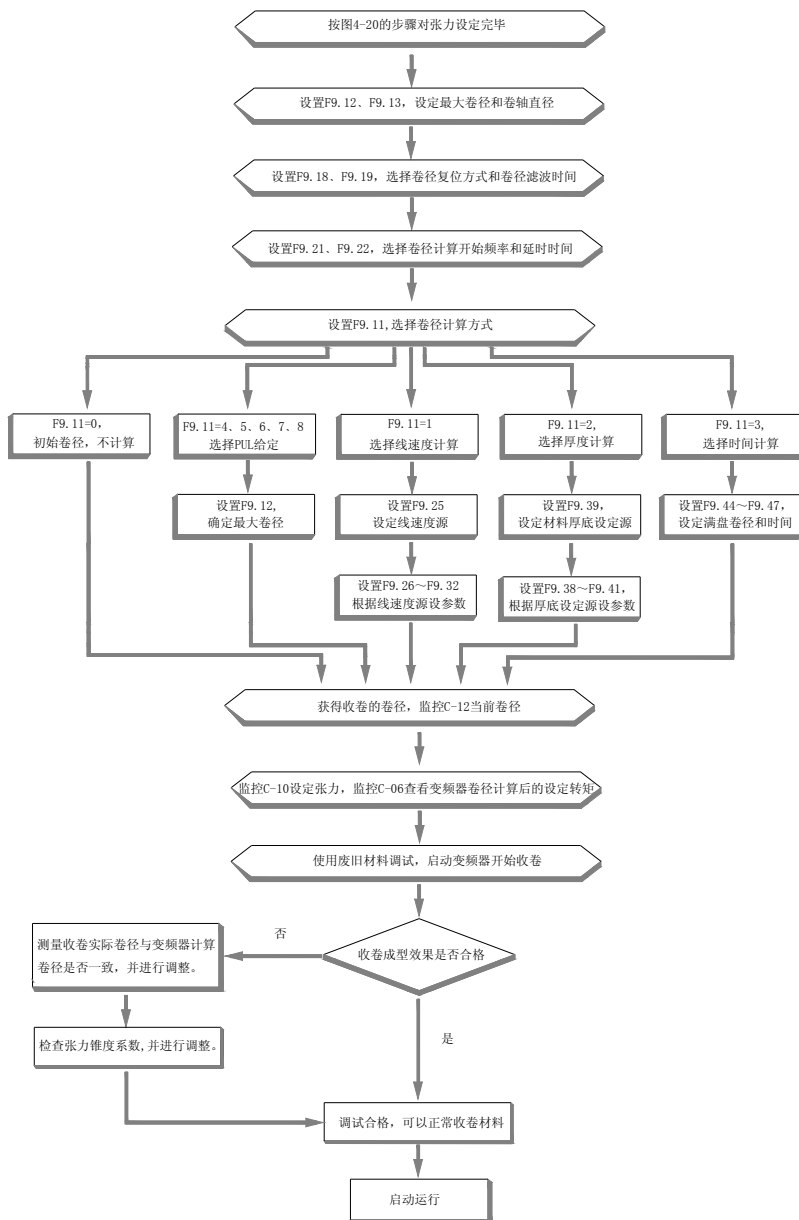 按图4-20的步骤对张力设定完毕
设置F9.12、F9.13，设定最大卷径和卷轴直径
设置F9.18、F9.19，选择卷径复位方式和卷径滤波时间
设置F9.21、F9.22，选择卷径计算开始频率和延时时间
设置F9.11,选择卷径计算方式
F9.11=0，
初始卷径，不计算
F9.11=4、5、6、7、8
选择PUL给定
F9.11=1
选择线速度计算
F9.11=2,
选择厚度计算
F9.11=3,
选择时间计算
设置F9.12,
确定最大卷径
设置F9.25
设定线速度源
设置F9.39，
设定材料厚底设定源
设置F9.44～F9.47，
设定满盘卷径和时间
设置F9.26～F9.32
根据线速度源设参数
设置F9.38～F9.41，
根据厚底设定源设参数
获得收卷的卷径，监控C-12当前卷径
监控C-10设定张力，监控C-06查看变频器卷径计算后的设定转矩
使用废旧材料调试，启动变频器开始收卷
收卷成型效果是否合格
否
测量收卷实际卷径与变频器计算
卷径是否一致，并进行调整。
检查张力锥度系数,并进行调整。
是
调试合格，可以正常收卷材料
启动运行